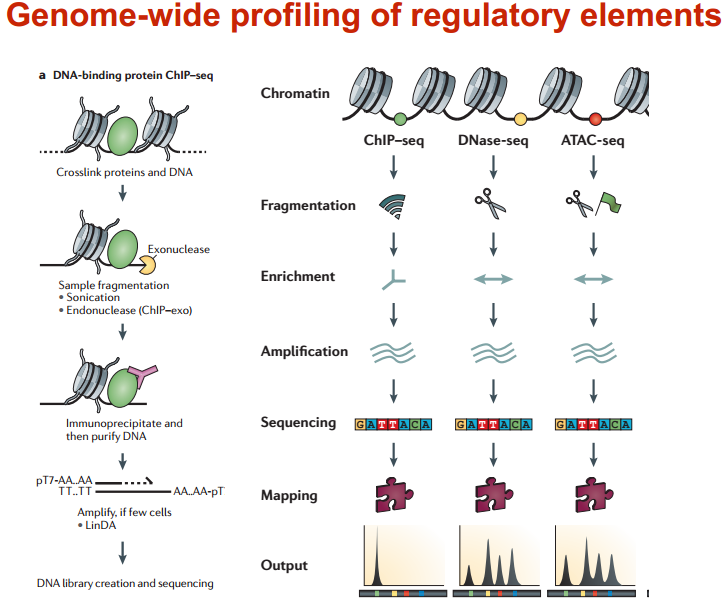 Genome-wide profiling of regulatory elements
a DNA-binding protein ChIP–seq
Crosslink proteins and DNA
Exonuclease
Sample fragmentation
• Sonication
• Endonuclease (ChIP–exo)
Immunoprecipitate and
then purify DNA
pT7-AA..AA
TT..TT
AA..AA-pT
Amplify, if few cells
• LinDA
DNA library creation and sequencing
Chromatin
ChIP–seq DNase-seq ATAC-seq
Fragmentation
Enrichment
Amplification
Sequencing
GATTACA GATTACA GATTACA
Mapping
Output